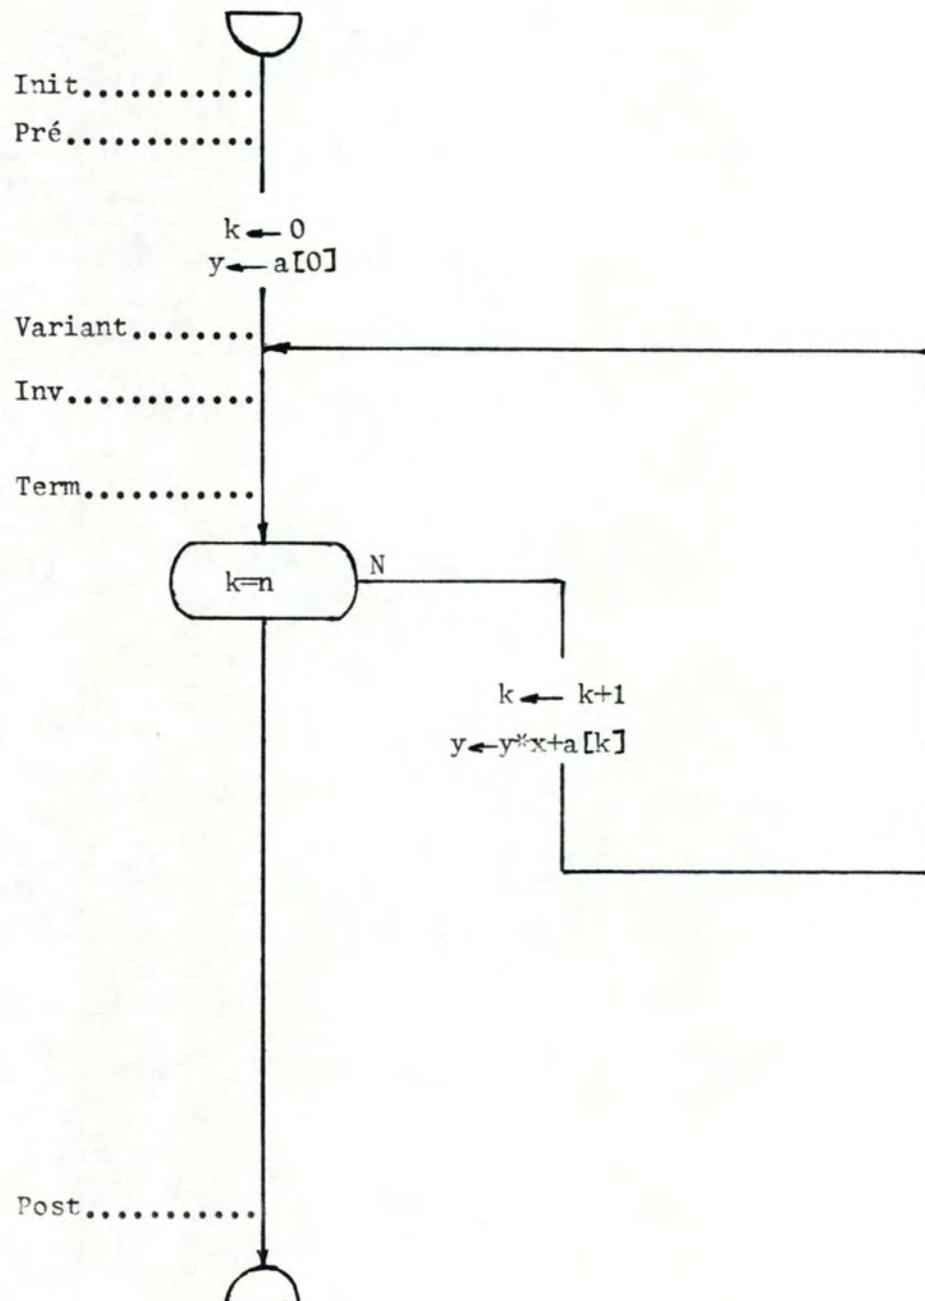 Init...........
Pré............
k ← 0
y ← a[0]
Variant........
Inv............
Term...........
k=n
N
k ← k+1
y←y*x+a[k]
Post...........